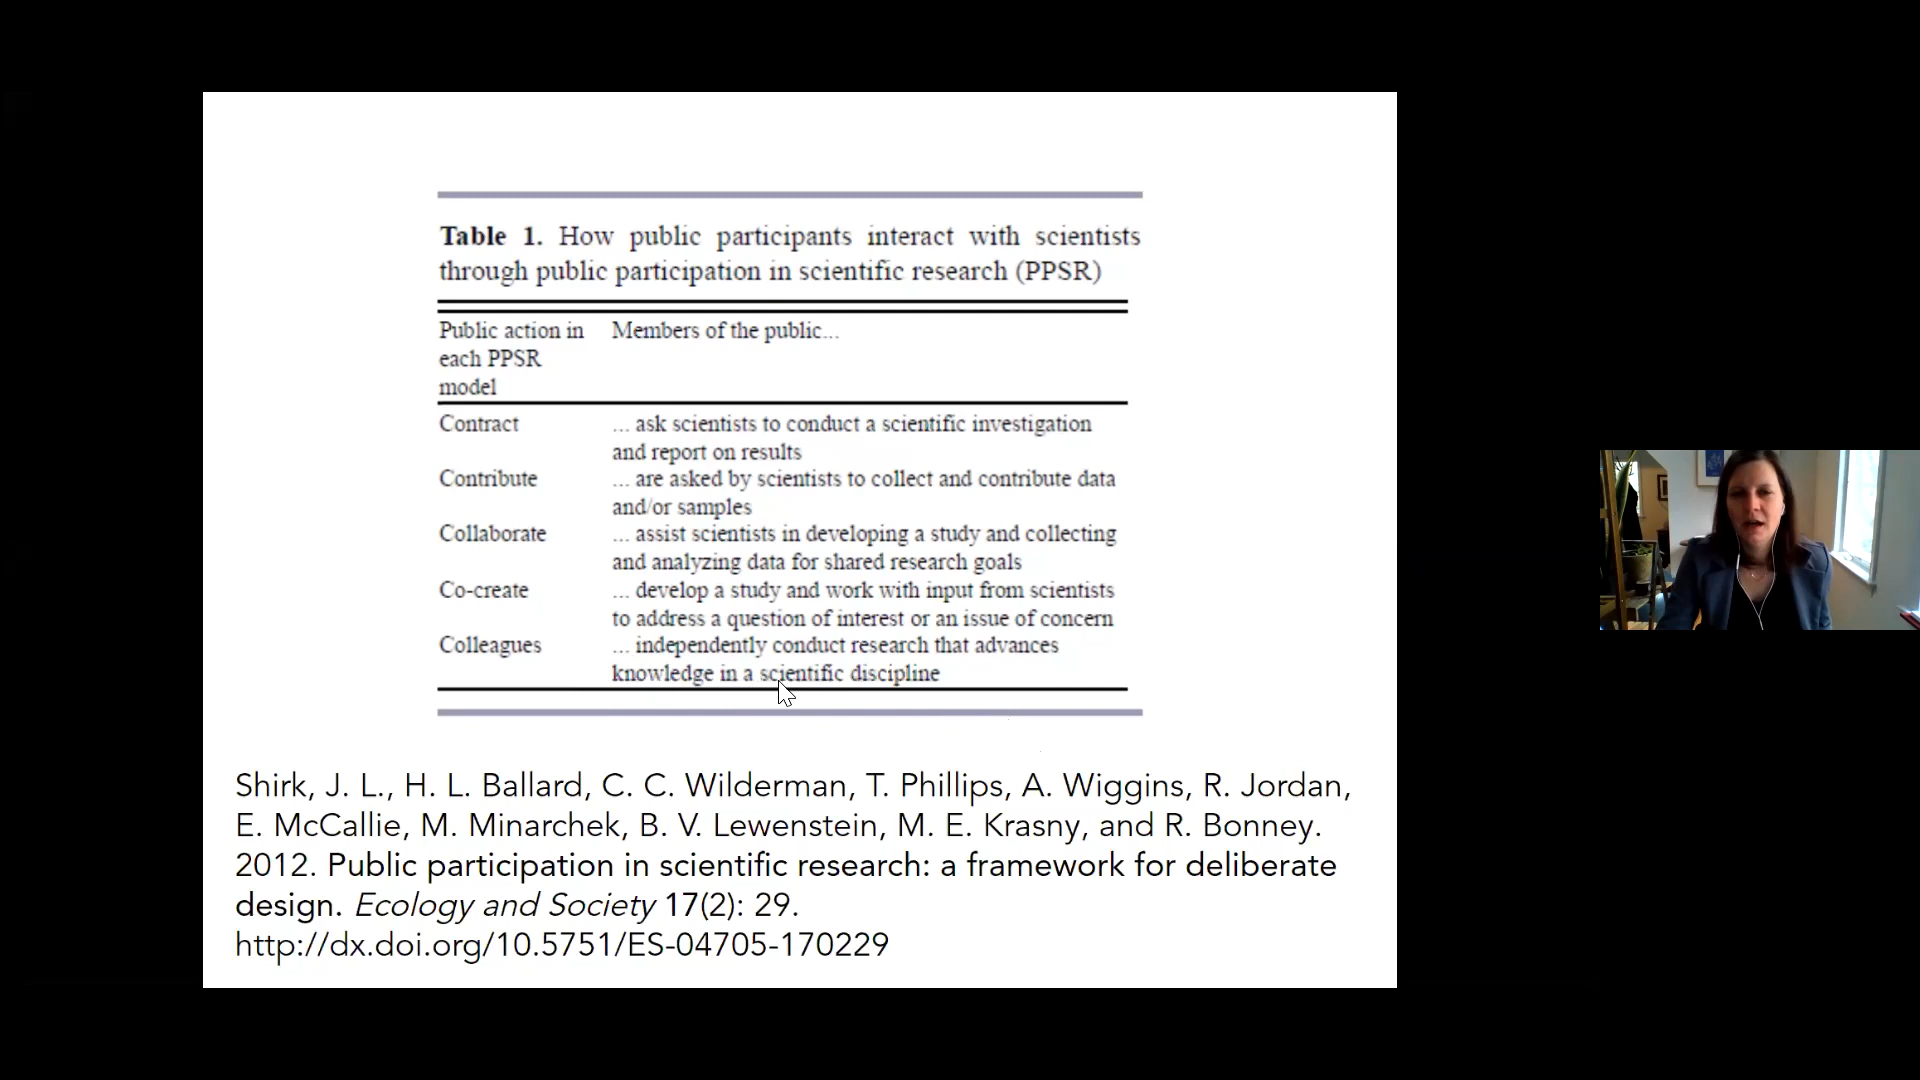 Table 1. How public participants interact with scientists
through public participation in scientific research (PPSR)
Public action in
each PPSR
model
Members of the public...
Contract
... ask scientists to conduct a scientific investigation
and report on results
Contribute
... are asked by scientists to collect and contribute data
and/or samples
Collaborate
... assist scientists in developing a study and collecting
and analyzing data for shared research goals
Co-create
... develop a study and work with input from scientists
to address a question of interest or an issue of concern
Colleagues
... independently conduct research that advances
knowledge in a scientific discipline
Shirk, J. L., H. L. Ballard, C. C. Wilderman, T. Phillips, A. Wiggins, R. Jordan,
E. McCallie, M. Minarchek, B. V. Lewenstein, M. E. Krasny, and R. Bonney.
2012. Public participation in scientific research: a framework for deliberate
design. Ecology and Society 17(2): 29.
http://dx.doi.org/10.5751/ES-04705-170229